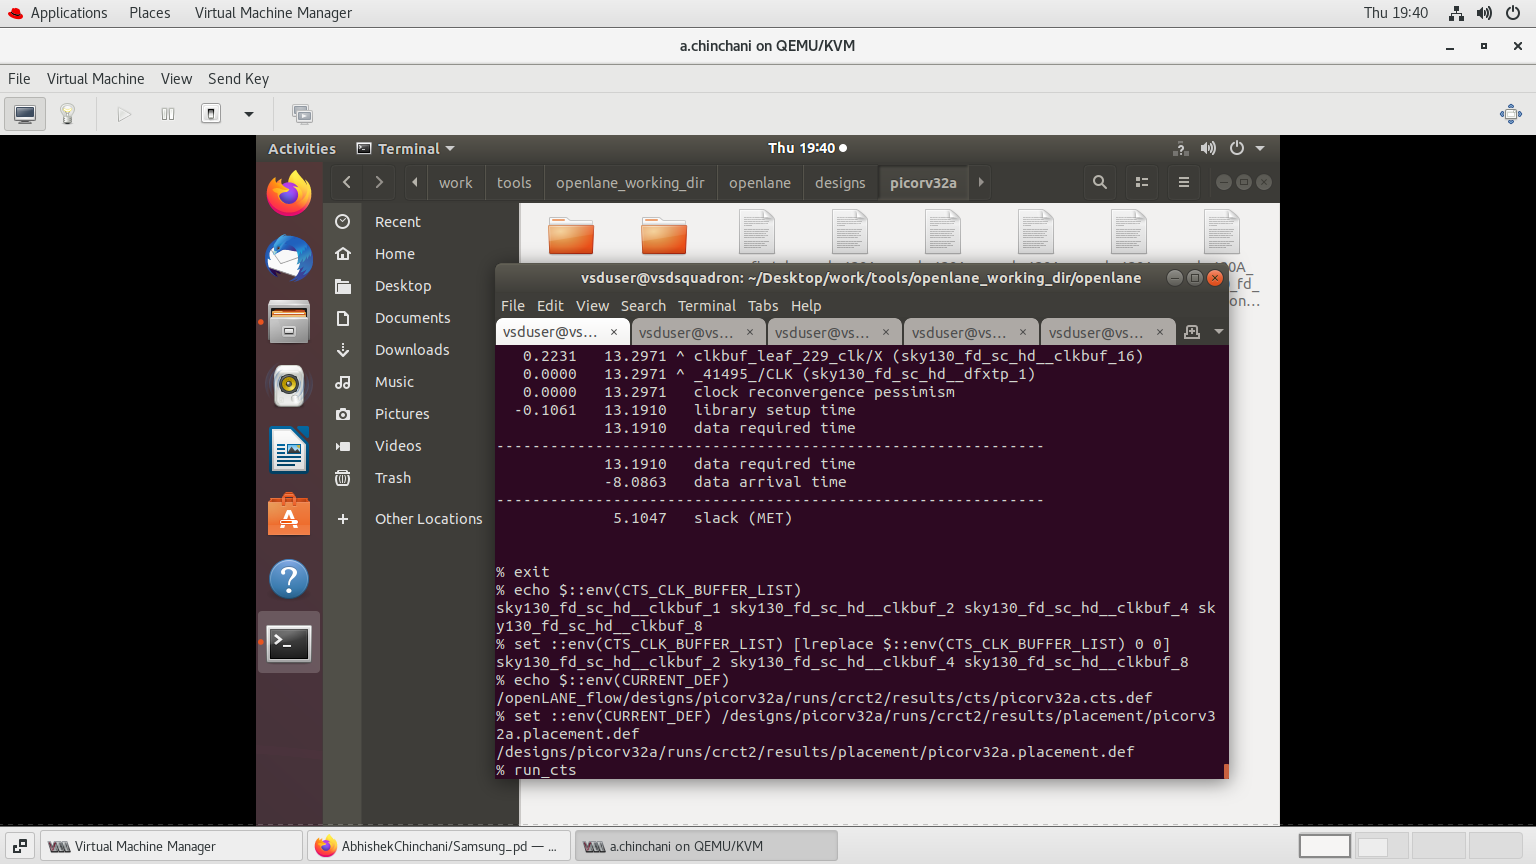 Applications Places Virtual Machine Manager Thu 19:40
a.chinchani on QEMU/KVM
File Virtual Machine View Send Key
Activities Terminal Thu 19:40
work tools openlane_working_dir openlane designs picorv32a
Recent
Home
Desktop
Documents
Downloads
Music
Pictures
Videos
Trash
Other Locations
vsduser@vsdsquadron: ~/Desktop/work/tools/openlane_working_dir/openlane
File Edit View Search Terminal Tabs Help
vsduser@vs... vsduser@vs... vsduser@vs... vsduser@vs... vsduser@vs...
0.2231 13.2971 ^ clkbuf_leaf_229_clk/X (sky130_fd_sc_hd__clkbuf_16)
0.0000 13.2971 ^ _41495_/CLK (sky130_fd_sc_hd__dfxtp_1)
0.0000 13.2971 clock reconvergence pessimism
-0.1061 13.1910 library setup time
13.1910 data required time
-------------------------------------------------------------
13.1910 data required time
-8.0863 data arrival time
-------------------------------------------------------------
5.1047 slack (MET)
% exit
% echo $::env(CTS_CLK_BUFFER_LIST)
sky130_fd_sc_hd__clkbuf_1 sky130_fd_sc_hd__clkbuf_2 sky130_fd_sc_hd__clkbuf_4 sk
y130_fd_sc_hd__clkbuf_8
% set ::env(CTS_CLK_BUFFER_LIST) [lreplace $::env(CTS_CLK_BUFFER_LIST) 0 0]
sky130_fd_sc_hd__clkbuf_2 sky130_fd_sc_hd__clkbuf_4 sky130_fd_sc_hd__clkbuf_8
% echo $::env(CURRENT_DEF)
/openLANE_flow/designs/picorv32a/runs/crct2/results/cts/picorv32a.cts.def
% set ::env(CURRENT_DEF) /designs/picorv32a/runs/crct2/results/placement/picorv3
2a.placement.def
/designs/picorv32a/runs/crct2/results/placement/picorv32a.placement.def
% run_cts
Virtual Machine Manager AbhishekChinchani/Samsung_pd — ... a.chinchani on QEMU/KVM